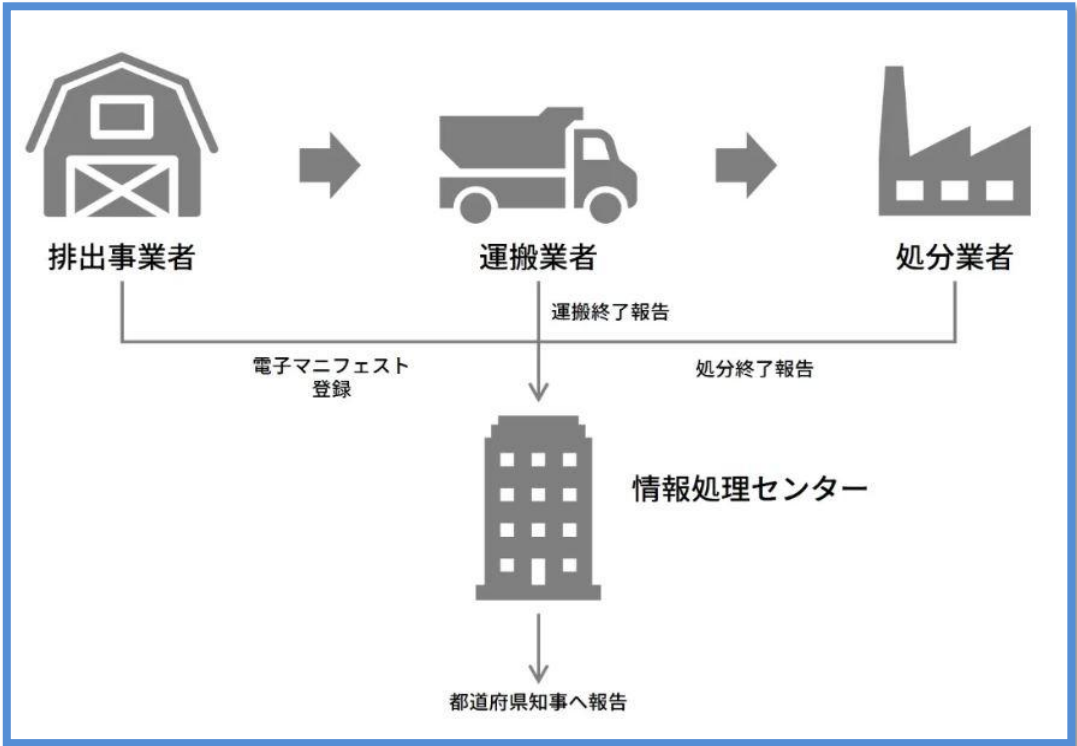 排出事業者
運搬業者
処分業者
運搬終了報告
電子マニフェスト
登録
処分終了報告
情報処理センター
都道府県知事へ報告